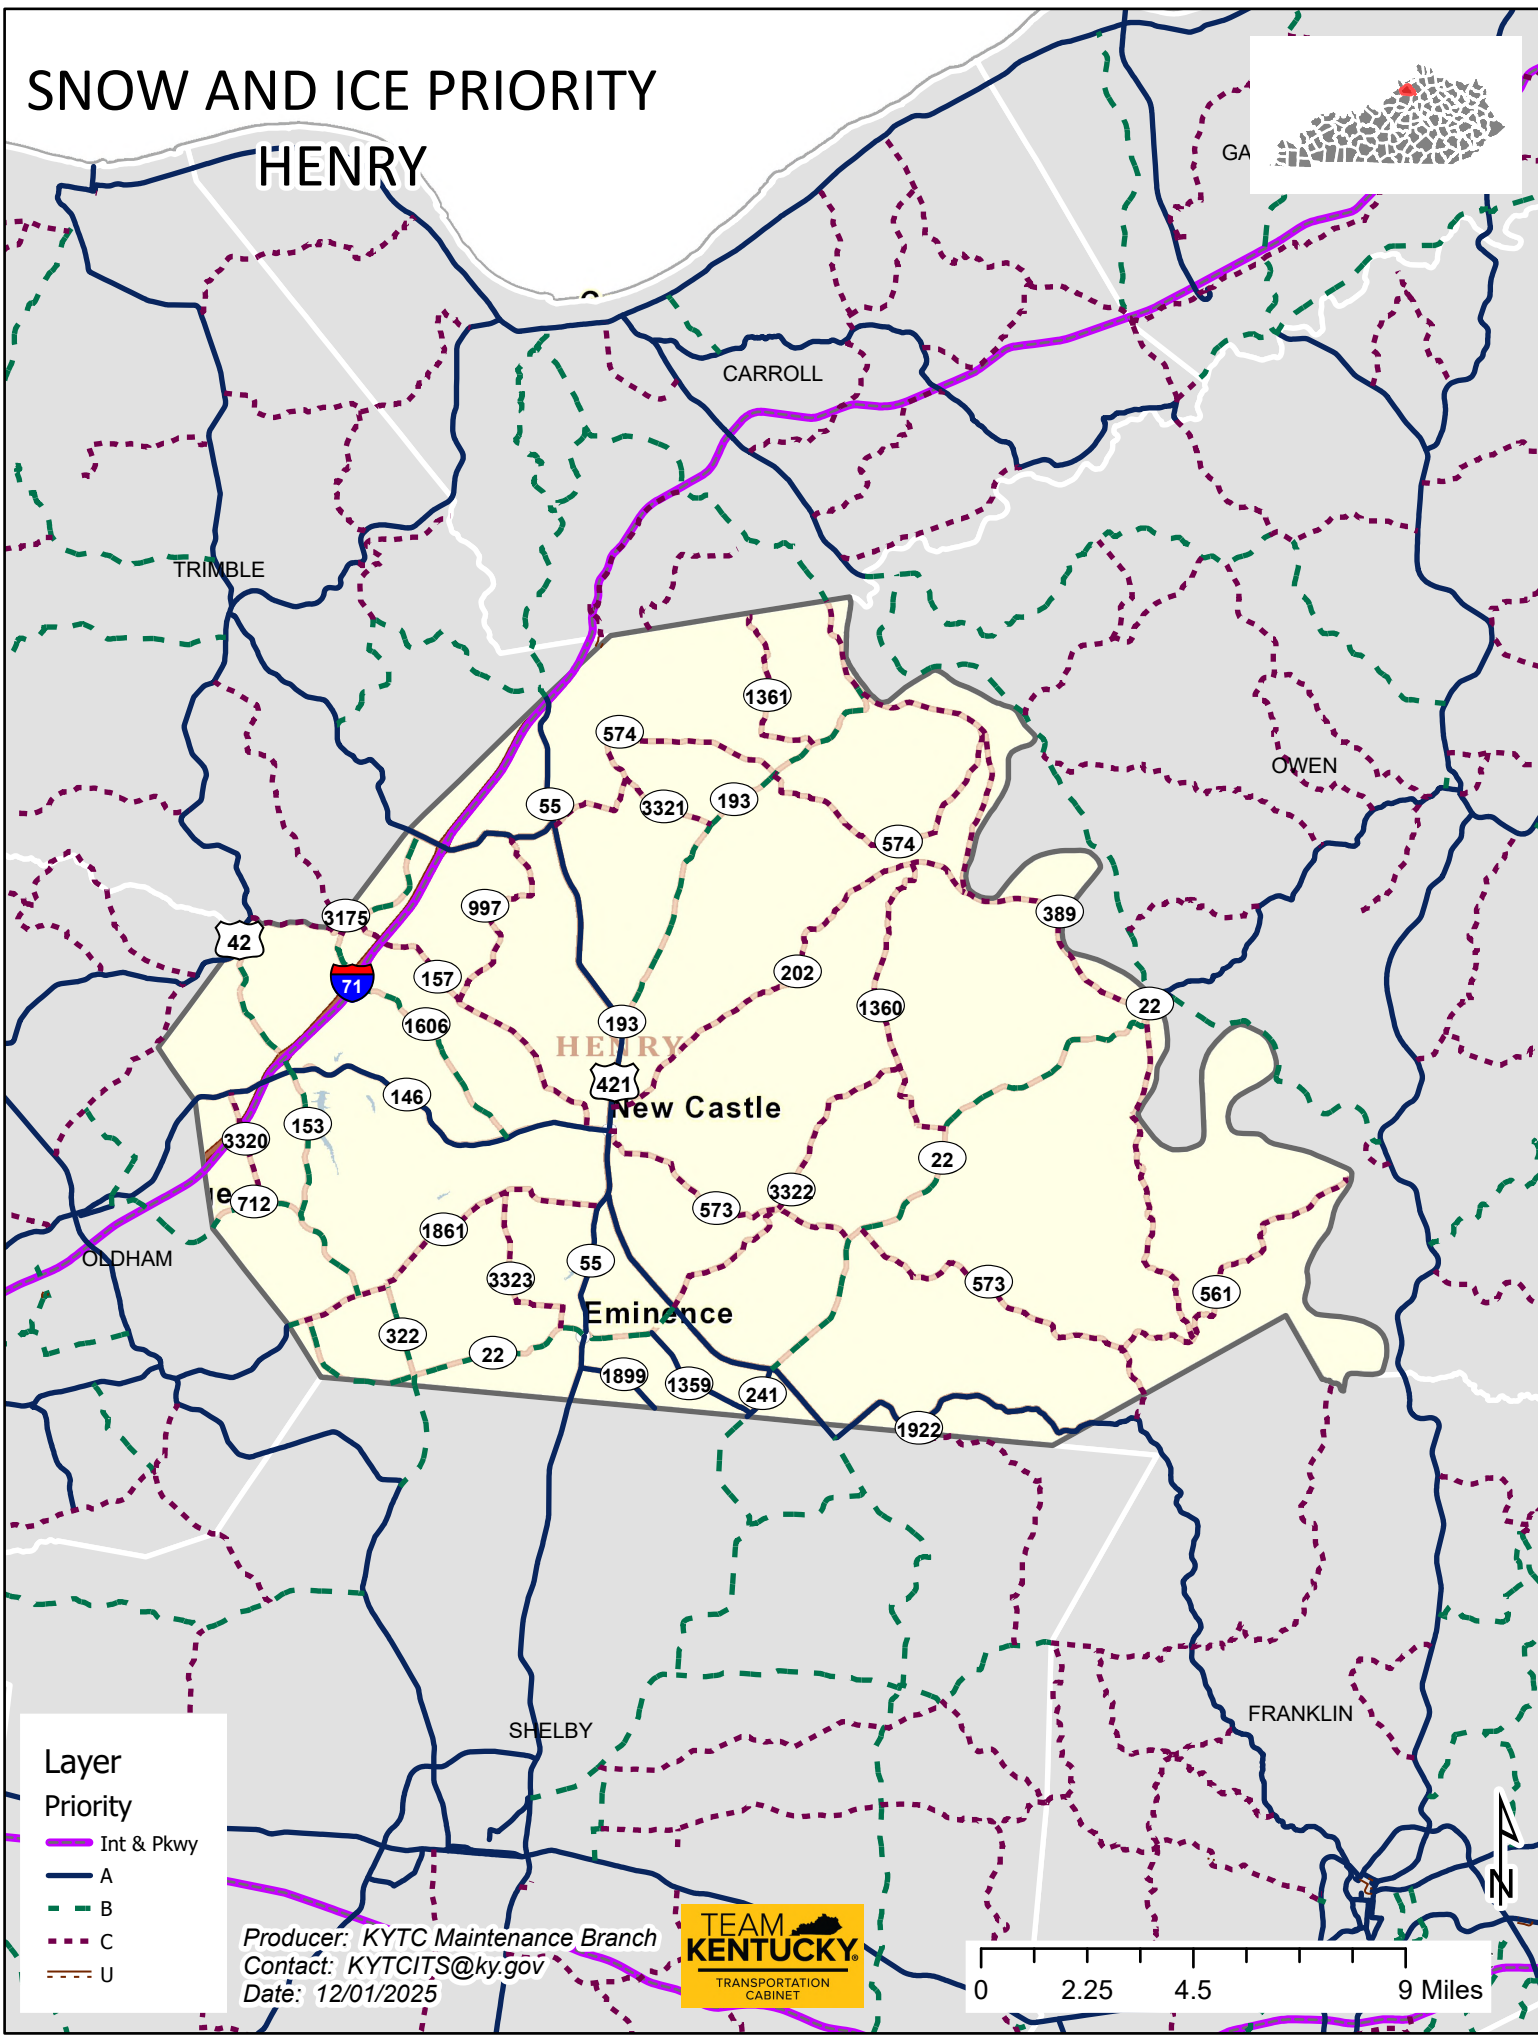 SNOW AND ICE PRIORITY
HENRY
GA
CARROLL
TRIMBLE
1361
574
OWEN
55
3321
193
574
997
3175
389
42
157
202
71
22
1360
193
1606
HENRY
421
146
New Castle
153
3320
22
3322
712
573
1861
OLDHAM
55
3323
573
561
Eminence
322
22
1899
1359
241
1922
SHELBY
FRANKLIN
Layer
Priority
Int & Pkwy
A
B
C
U
Producer: KYTC Maintenance Branch
Contact: KYTCITS@ky.gov
Date: 12/01/2025
TEAM
KENTUCKY®
TRANSPORTATION
CABINET
N
0 2.25 4.5 9 Miles